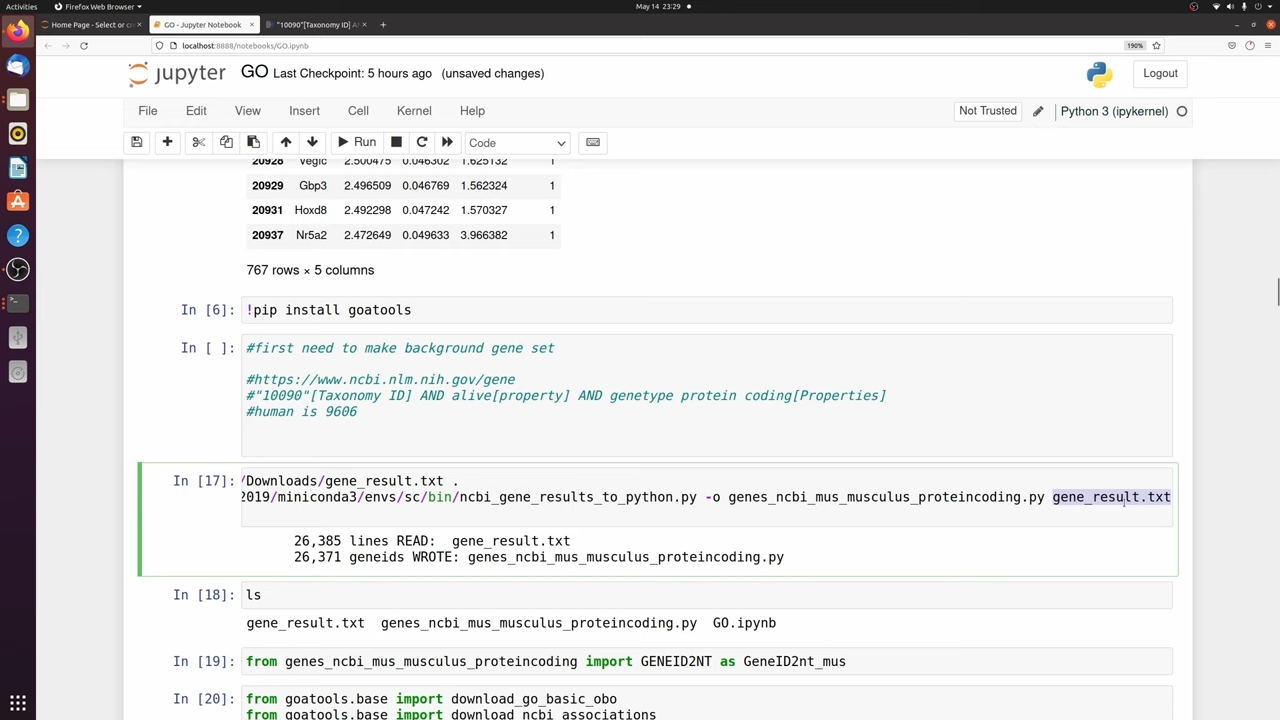 Activities
Firefox Web Browser
May 14 23:29
Home Page - Select or cr
GO - Jupyter Notebook
"10090"[Taxonomy ID] A
localhost:8888/notebooks/GO.ipynb
190%
jupyter
GO Last Checkpoint: 5 hours ago (unsaved changes)
Logout
File Edit View Insert Cell Kernel Help
Not Trusted
Python 3 (ipykernel)
Run
Code
20928 Vegfc 2.500475 0.046302 1.625132 1
20929 Gbp3 2.496509 0.046769 1.562324 1
20931 Hoxd8 2.492298 0.047242 1.570327 1
20937 Nr5a2 2.472649 0.049633 3.966382 1
767 rows × 5 columns
In [6]: !pip install goatools
In [ ]: #first need to make background gene set
#https://www.ncbi.nlm.nih.gov/gene
#"10090"[Taxonomy ID] AND alive[property] AND genetype protein coding[Properties]
#human is 9606
In [17]: /Downloads/gene_result.txt .
2019/miniconda3/envs/sc/bin/ncbi_gene_results_to_python.py -o genes_ncbi_mus_musculus_proteincoding.py gene_result.txt
26,385 lines READ: gene_result.txt
26,371 geneids WROTE: genes_ncbi_mus_musculus_proteincoding.py
In [18]: ls
gene_result.txt genes_ncbi_mus_musculus_proteincoding.py GO.ipynb
In [19]: from genes_ncbi_mus_musculus_proteincoding import GENEID2NT as GeneID2nt_mus
In [20]: from goatools.base import download_go_basic_obo
from goatools.base import download_ncbi_associations